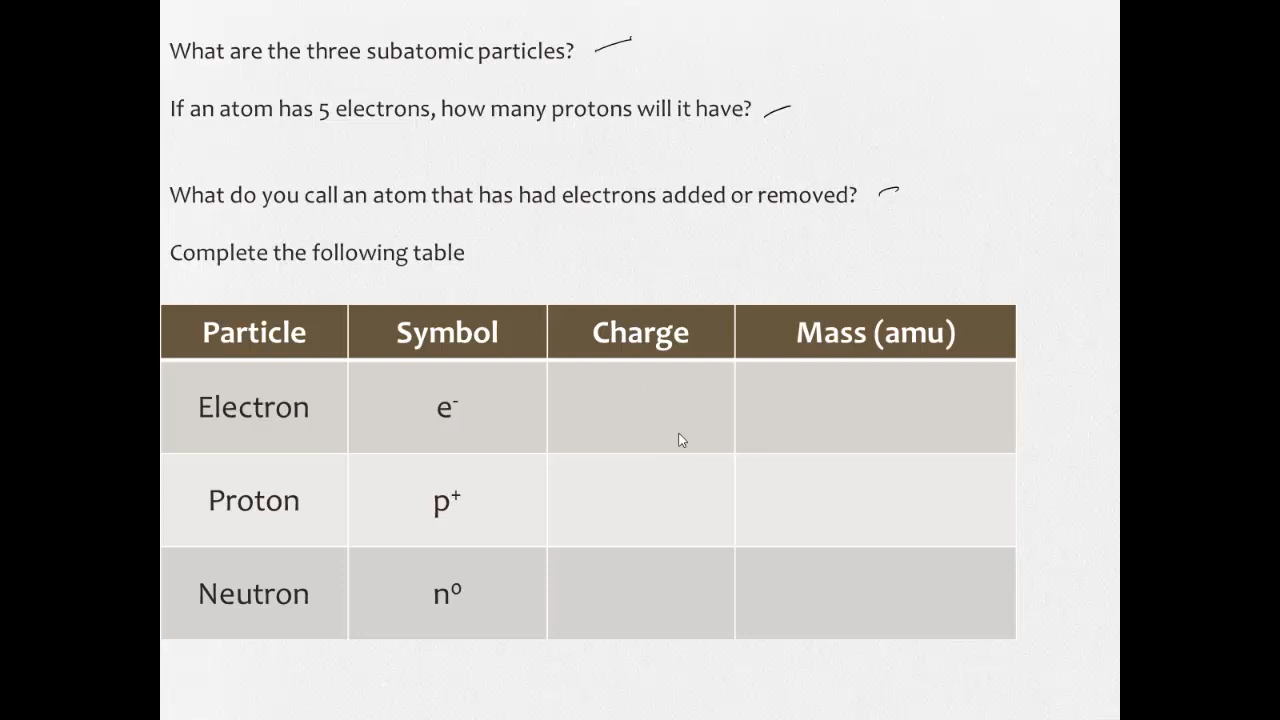 What are the three subatomic particles?
If an atom has 5 electrons, how many protons will it have?
What do you call an atom that has had electrons added or removed?
Complete the following table
Particle Symbol Charge Mass (amu)
Electron e⁻
Proton p⁺
Neutron n⁰